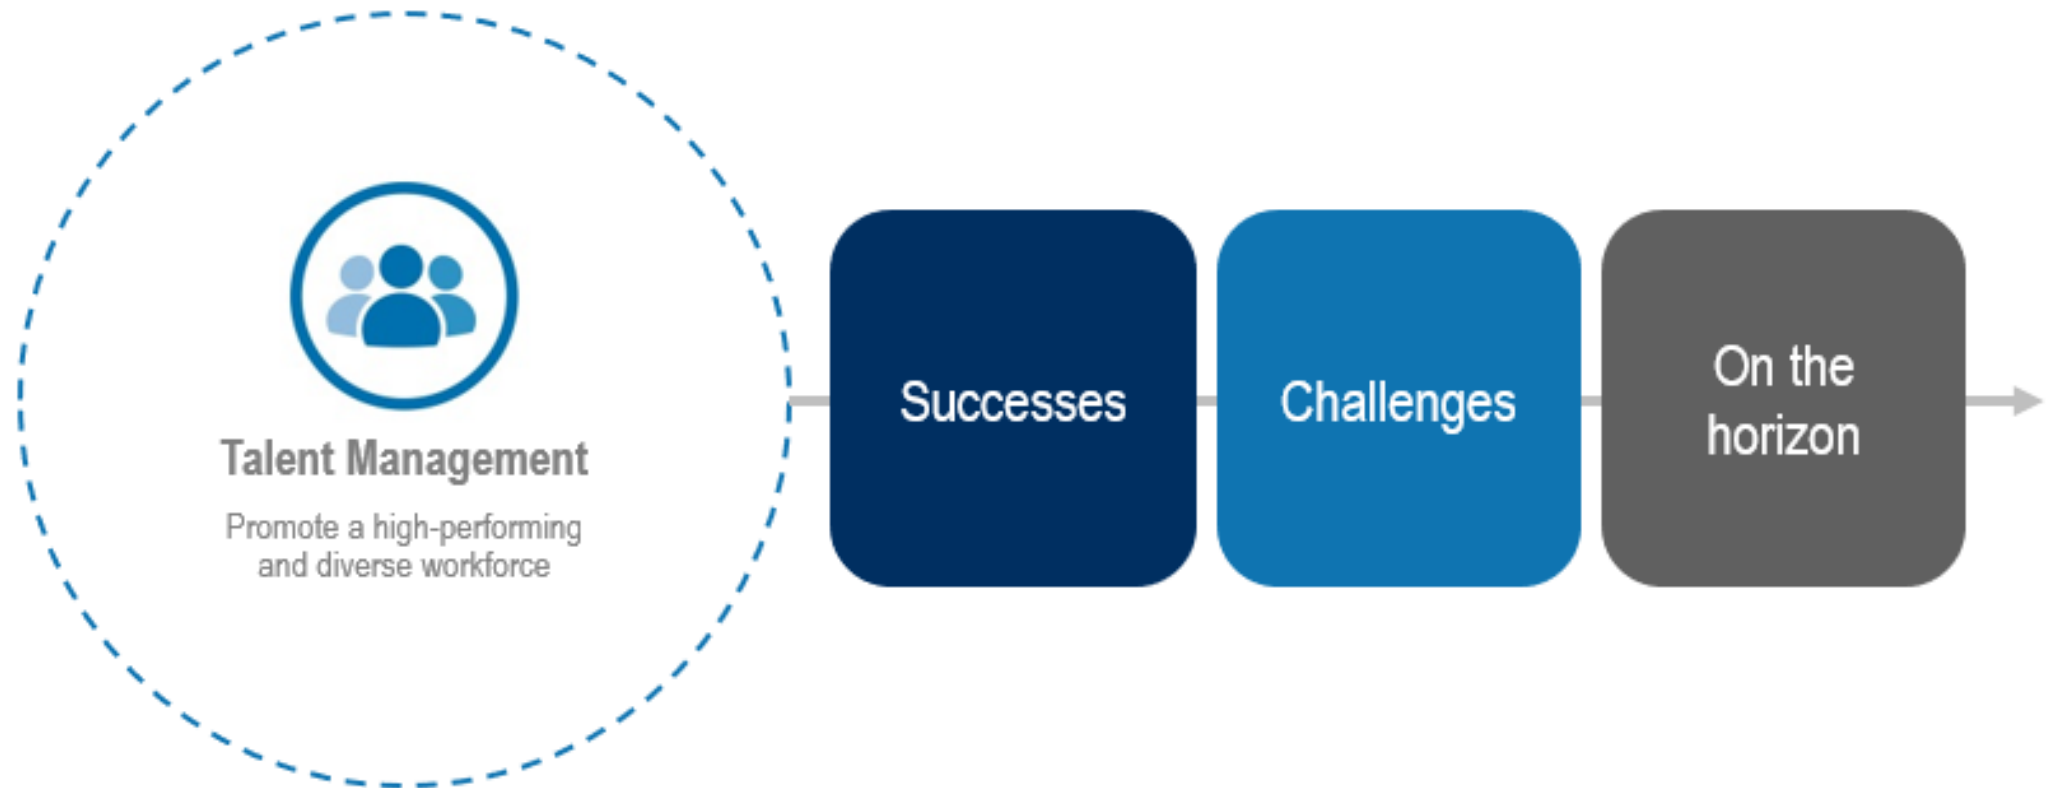 Talent Management
Promote a high-performing
and diverse workforce
Successes
Challenges
On the
horizon